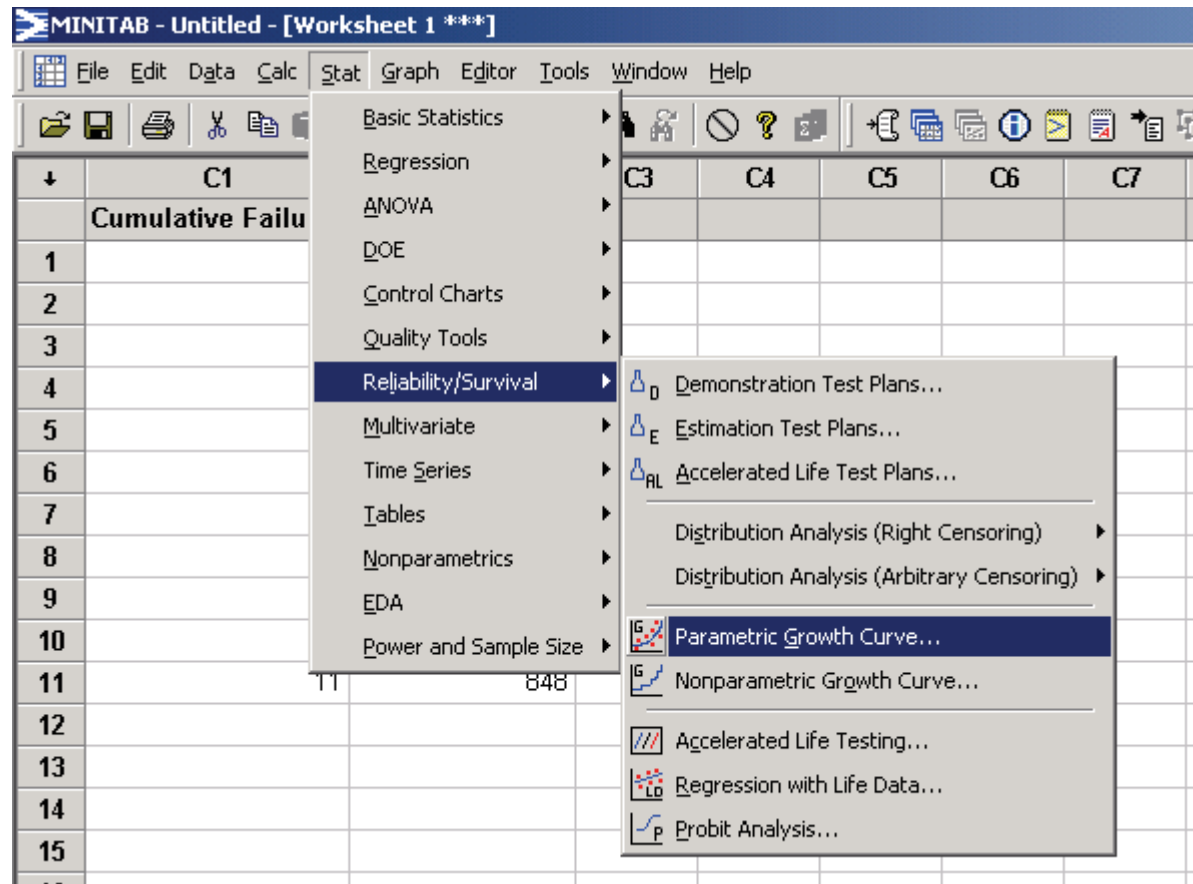 MINITAB - Untitled - [Worksheet 1 ***]
File Edit Data Calc Stat Graph Editor Tools Window Help
↓ C1 C3 C4 C5 C6 C7
Cumulative Failu
1
2
3
4
5
6
7
8
9
10
11 11 848
12
13
14
15
Basic Statistics
Regression
ANOVA
DOE
Control Charts
Quality Tools
Reliability/Survival
Multivariate
Time Series
Tables
Nonparametrics
EDA
Power and Sample Size
D Demonstration Test Plans...
E Estimation Test Plans...
AL Accelerated Life Test Plans...
Distribution Analysis (Right Censoring)
Distribution Analysis (Arbitrary Censoring)
G Parametric Growth Curve...
G Nonparametric Growth Curve...
Accelerated Life Testing...
LD Regression with Life Data...
P Probit Analysis...